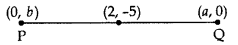 (0, b) (2, -5) (a, 0)
P Q